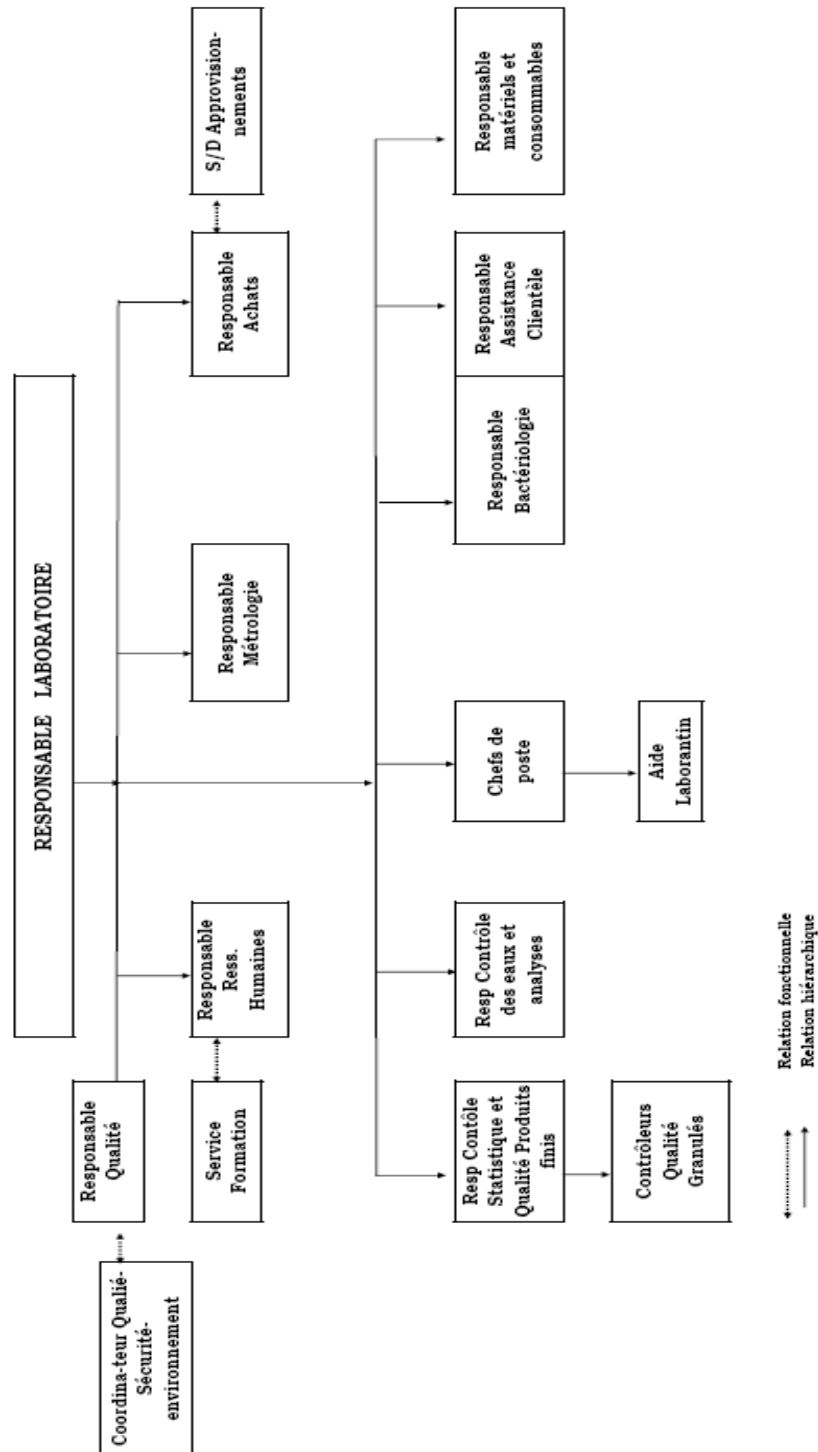 RESPONSABLE LABORATOIRE
Coordina-teur Qualié-
Sécurité-
environnement
Responsable
Qualité
Service
Formation
Responsable
Ress.
Humaines
Responsable
Métrologie
Responsable
Achats
S/D Approvision-
nements
Resp Contôle
Statistique et
Qualité Produits
finis
Resp Contrôle
des eaux et
analyses
Chefs de
poste
Responsable
Bactériologie
Responsable
Assistance
Clientèle
Responsable
matériels et
consommables
Contrôleurs
Qualité
Granulés
Aide
Laborantin
Relation fonctionnelle
Relation hiérarchique